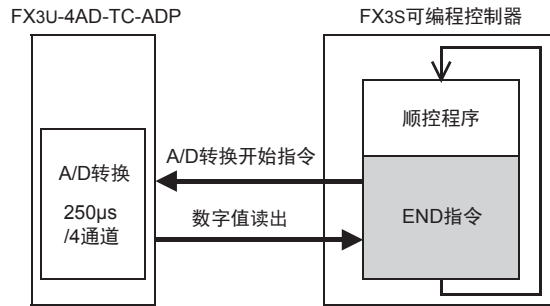 FX3U-4AD-TC-ADP
FX3S可编程控制器
顺控程序
A/D转换开始指令
A/D转换
250μs
/4通道
数字值读出
END指令